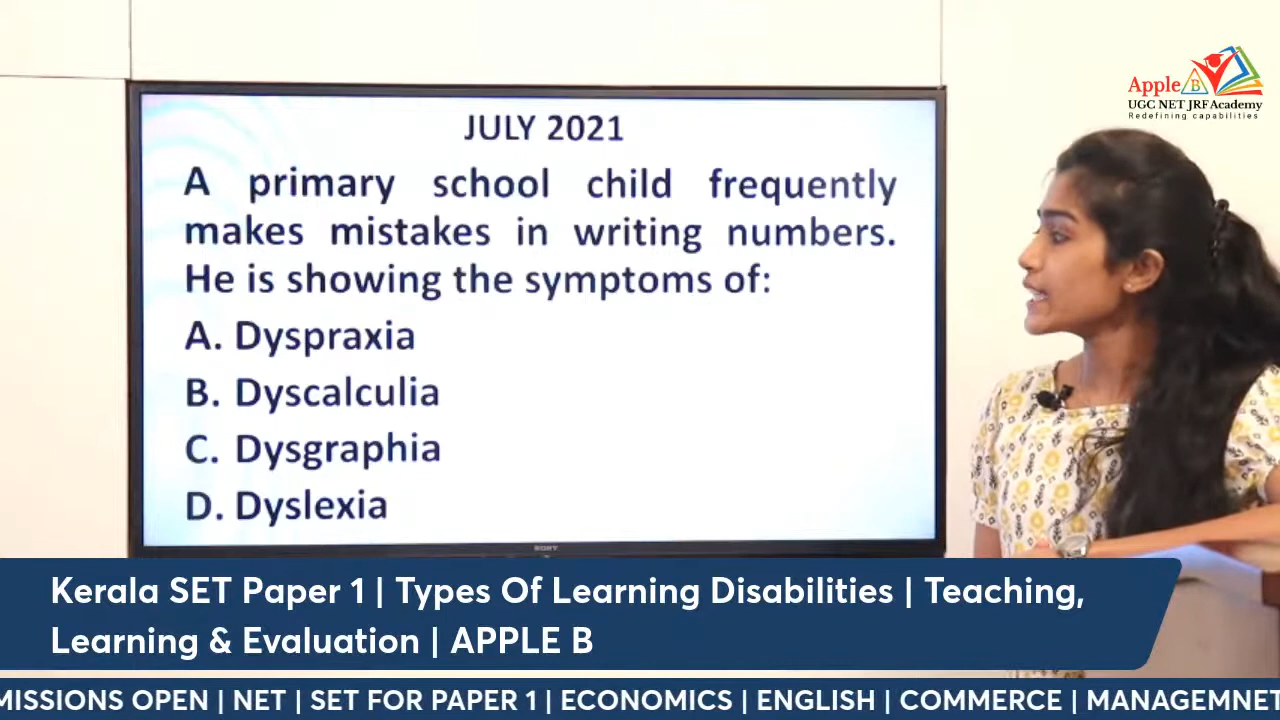 Apple B
UGC NET JRF Academy
Redefining capabilities
JULY 2021
A primary school child frequently
makes mistakes in writing numbers.
He is showing the symptoms of:
A. Dyspraxia
B. Dyscalculia
C. Dysgraphia
D. Dyslexia
SONY
Kerala SET Paper 1 | Types Of Learning Disabilities | Teaching,
Learning & Evaluation | APPLE B
MISSIONS OPEN | NET | SET FOR PAPER 1 | ECONOMICS | ENGLISH | COMMERCE | MANAGEMNET